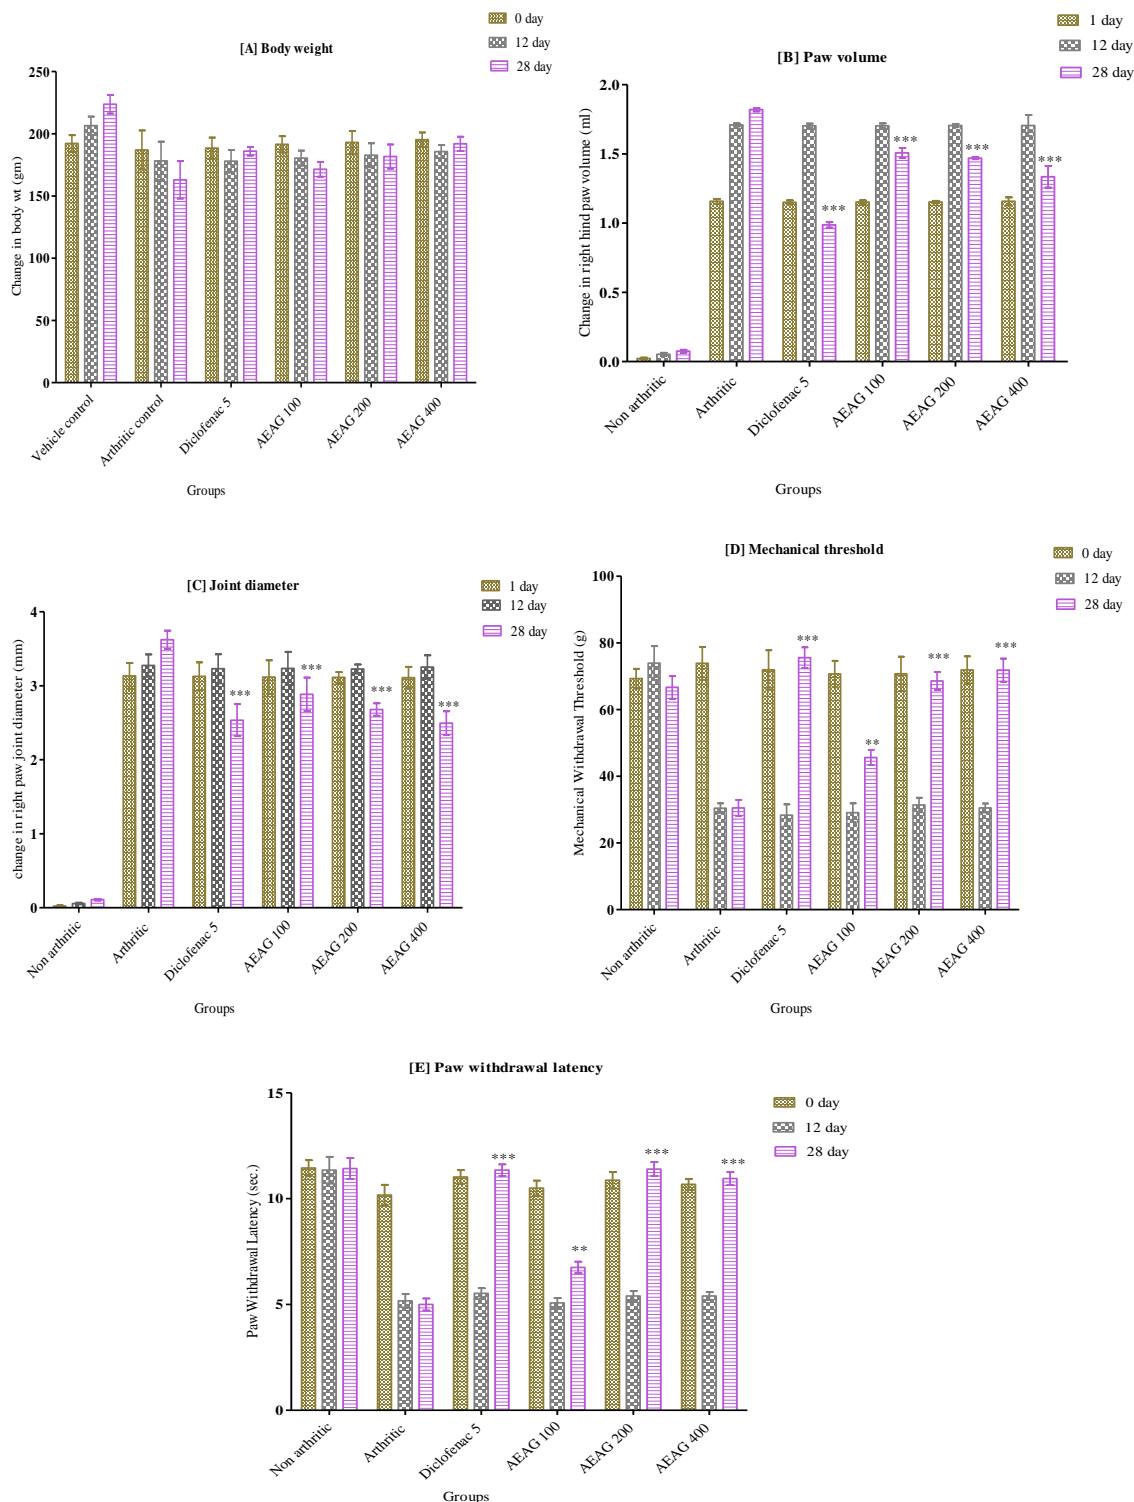 [A] Body weight
0 day
12 day
28 day
Change in body wt (gm)
250
200
150
100
50
0
Vehicle control
Arthritic control
Diclofenac 5
AEAG 100
AEAG 200
AEAG 400
Groups
[B] Paw volume
1 day
12 day
28 day
Change in right hind paw volume (ml)
2.0
1.5
1.0
0.5
0.0
***
***
***
***
Non arthritic
Arthritic
Diclofenac 5
AEAG 100
AEAG 200
AEAG 400
Groups
[C] Joint diameter
1 day
12 day
28 day
change in right paw joint diameter (mm)
4
3
2
1
0
***
***
***
***
Non arthritic
Arthritic
Diclofenac 5
AEAG 100
AEAG 200
AEAG 400
Groups
[D] Mechanical threshold
0 day
12 day
28 day
Mechanical Withdrawal Threshold (g)
100
80
60
40
20
0
***
**
***
***
Non arthritic
Arthritic
Diclofenac 5
AEAG 100
AEAG 200
AEAG 400
Groups
[E] Paw withdrawal latency
0 day
12 day
28 day
Paw Withdrawal Latency (sec.)
15
10
5
0
***
**
***
***
Non arthritic
Arthritic
Diclofenac 5
AEAG 100
AEAG 200
AEAG 400
Groups